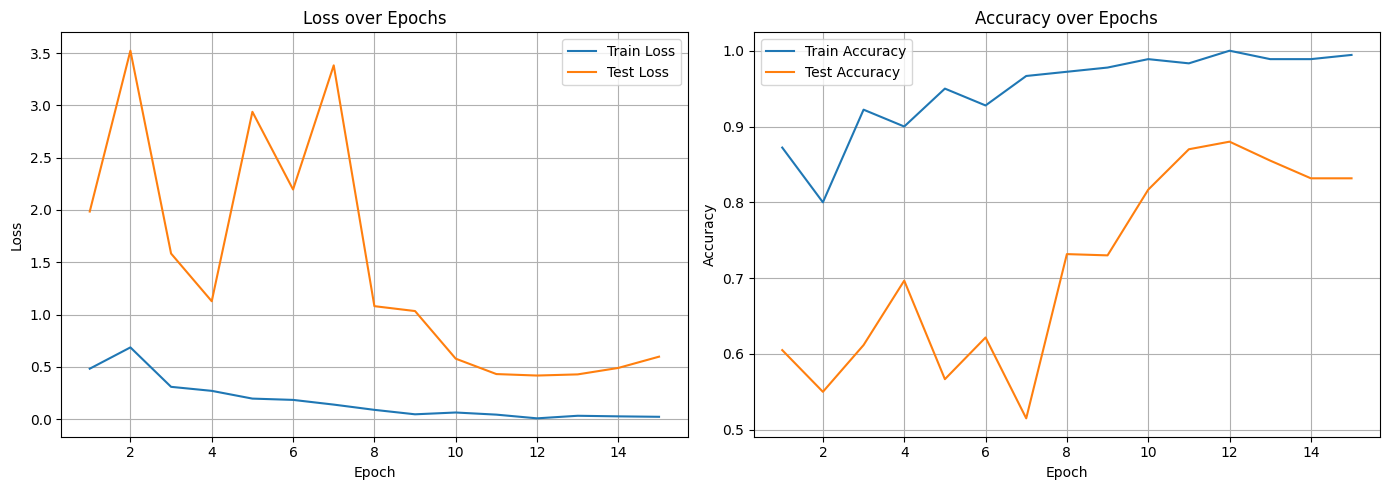 Loss over Epochs
3.5
3.0
2.5
2.0
1.5
1.0
0.5
0.0
Loss
2 4 6 8 10 12 14
Epoch
Train Loss
Test Loss
Accuracy over Epochs
1.0
0.9
0.8
0.7
0.6
0.5
Accuracy
2 4 6 8 10 12 14
Epoch
Train Accuracy
Test Accuracy